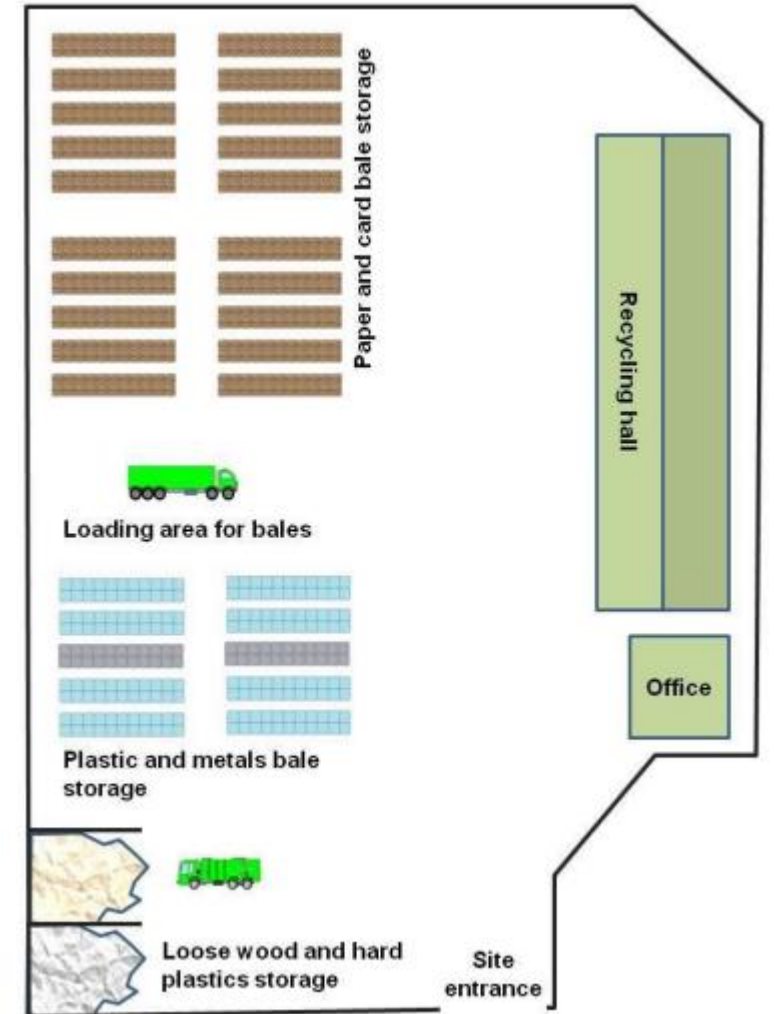 Paper and card bale storage
Recycling hall
Loading area for bales
Office
Plastic and metals bale
storage
Loose wood and hard
plastics storage
Site
entrance